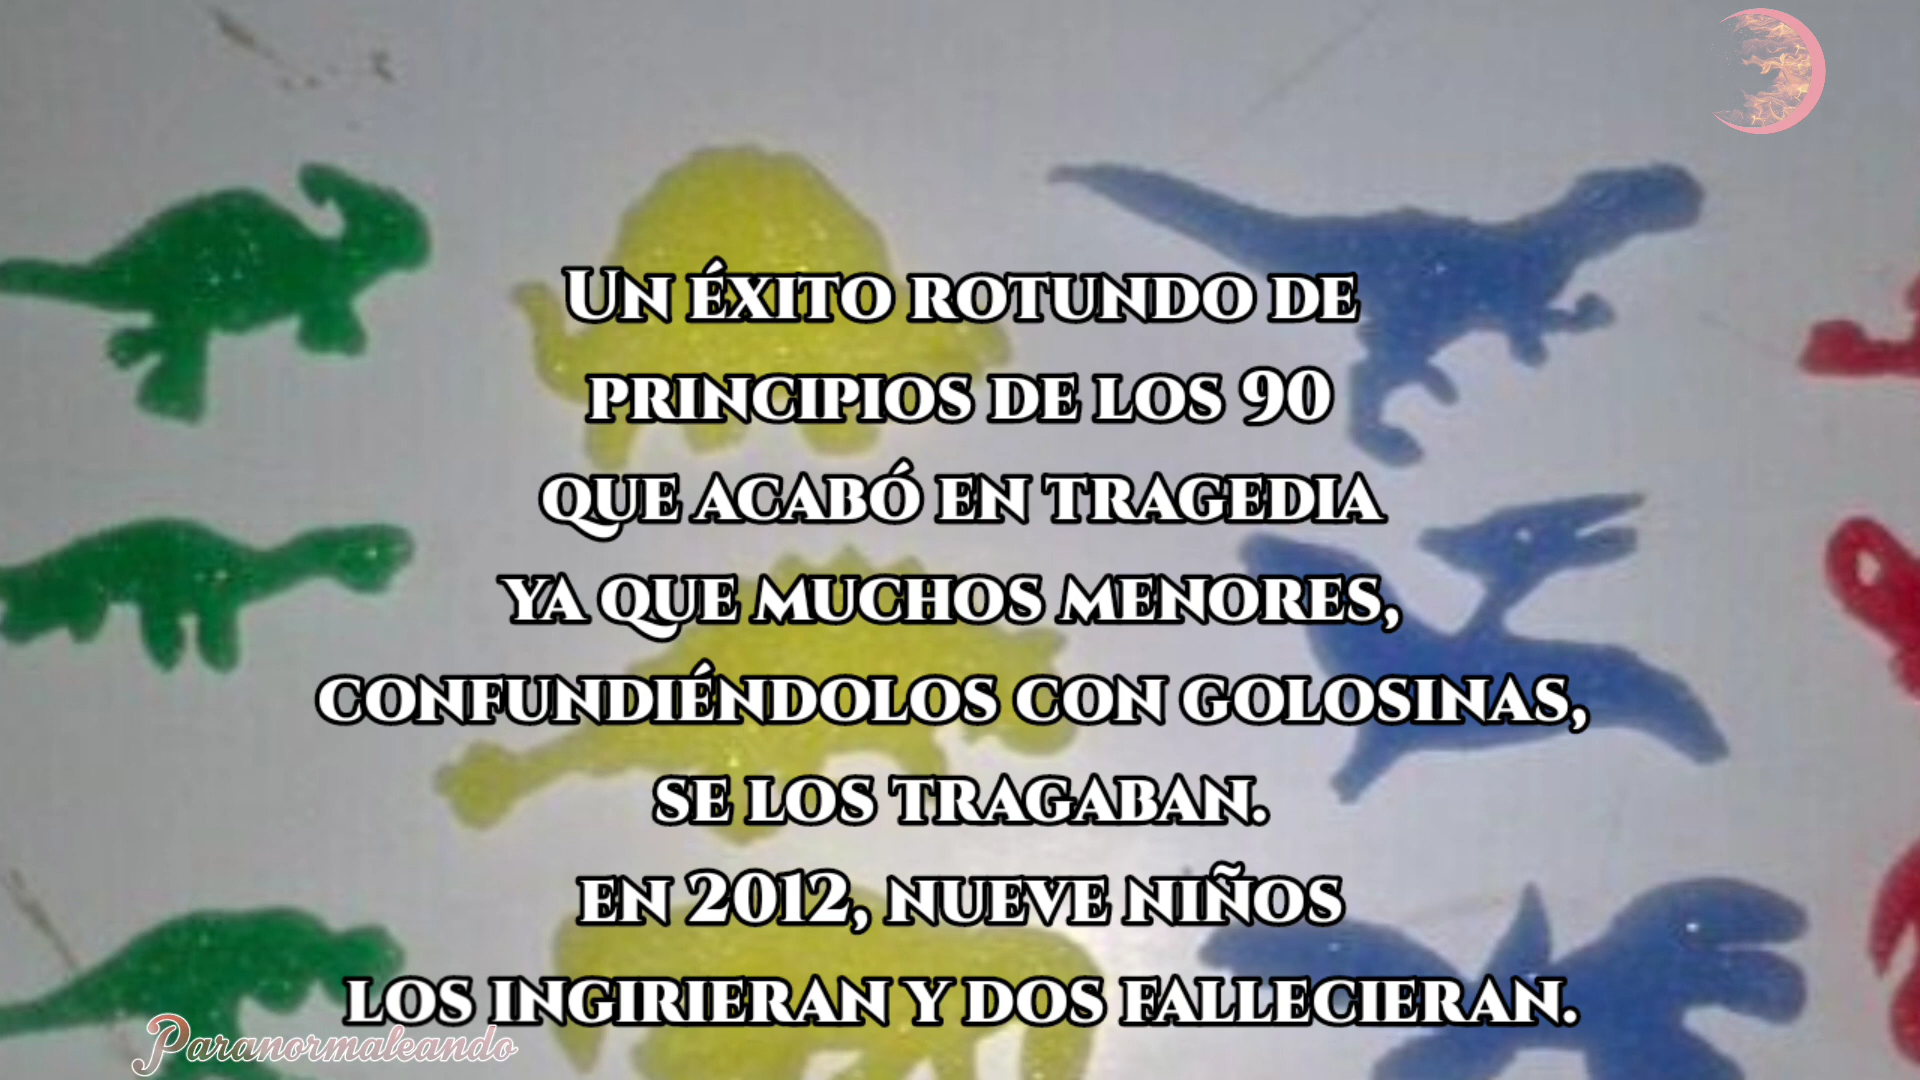 Un éxito rotundo de
principios de los 90
que acabó en tragedia
ya que muchos menores,
confundiéndolos con golosinas,
se los tragaban.
en 2012, nueve niños
los ingirieran y dos fallecieran.
Paranormaleando